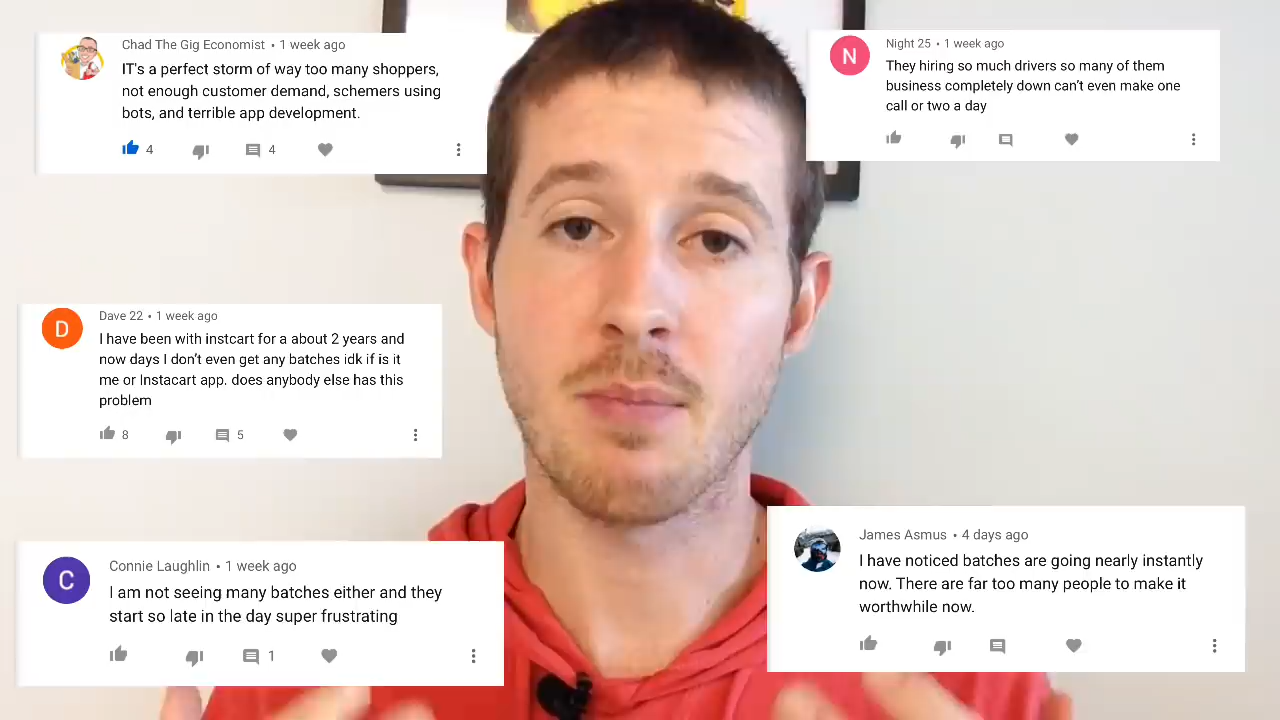 Chat The Gig Economist • 1 week ago
IT's a perfect storm of way too many shoppers,
not enough customer demand, schemers using
bots, and terrible app development.
4
4
N
Night 25 • 1 week ago
They hiring so much drivers so many of them
business completely down can't even make one
call or two a day
D
Dave 22 • 1 week ago
I have been with instcart for a about 2 years and
now days I don't even get any batches idk if is it
me or Instacart app. does anybody else has this
problem
8
5
C
Connie Laughlin • 1 week ago
I am not seeing many batches either and they
start so late in the day super frustrating
1
James Asmus • 4 days ago
I have noticed batches are going nearly instantly
now. There are far too many people to make it
worthwhile now.